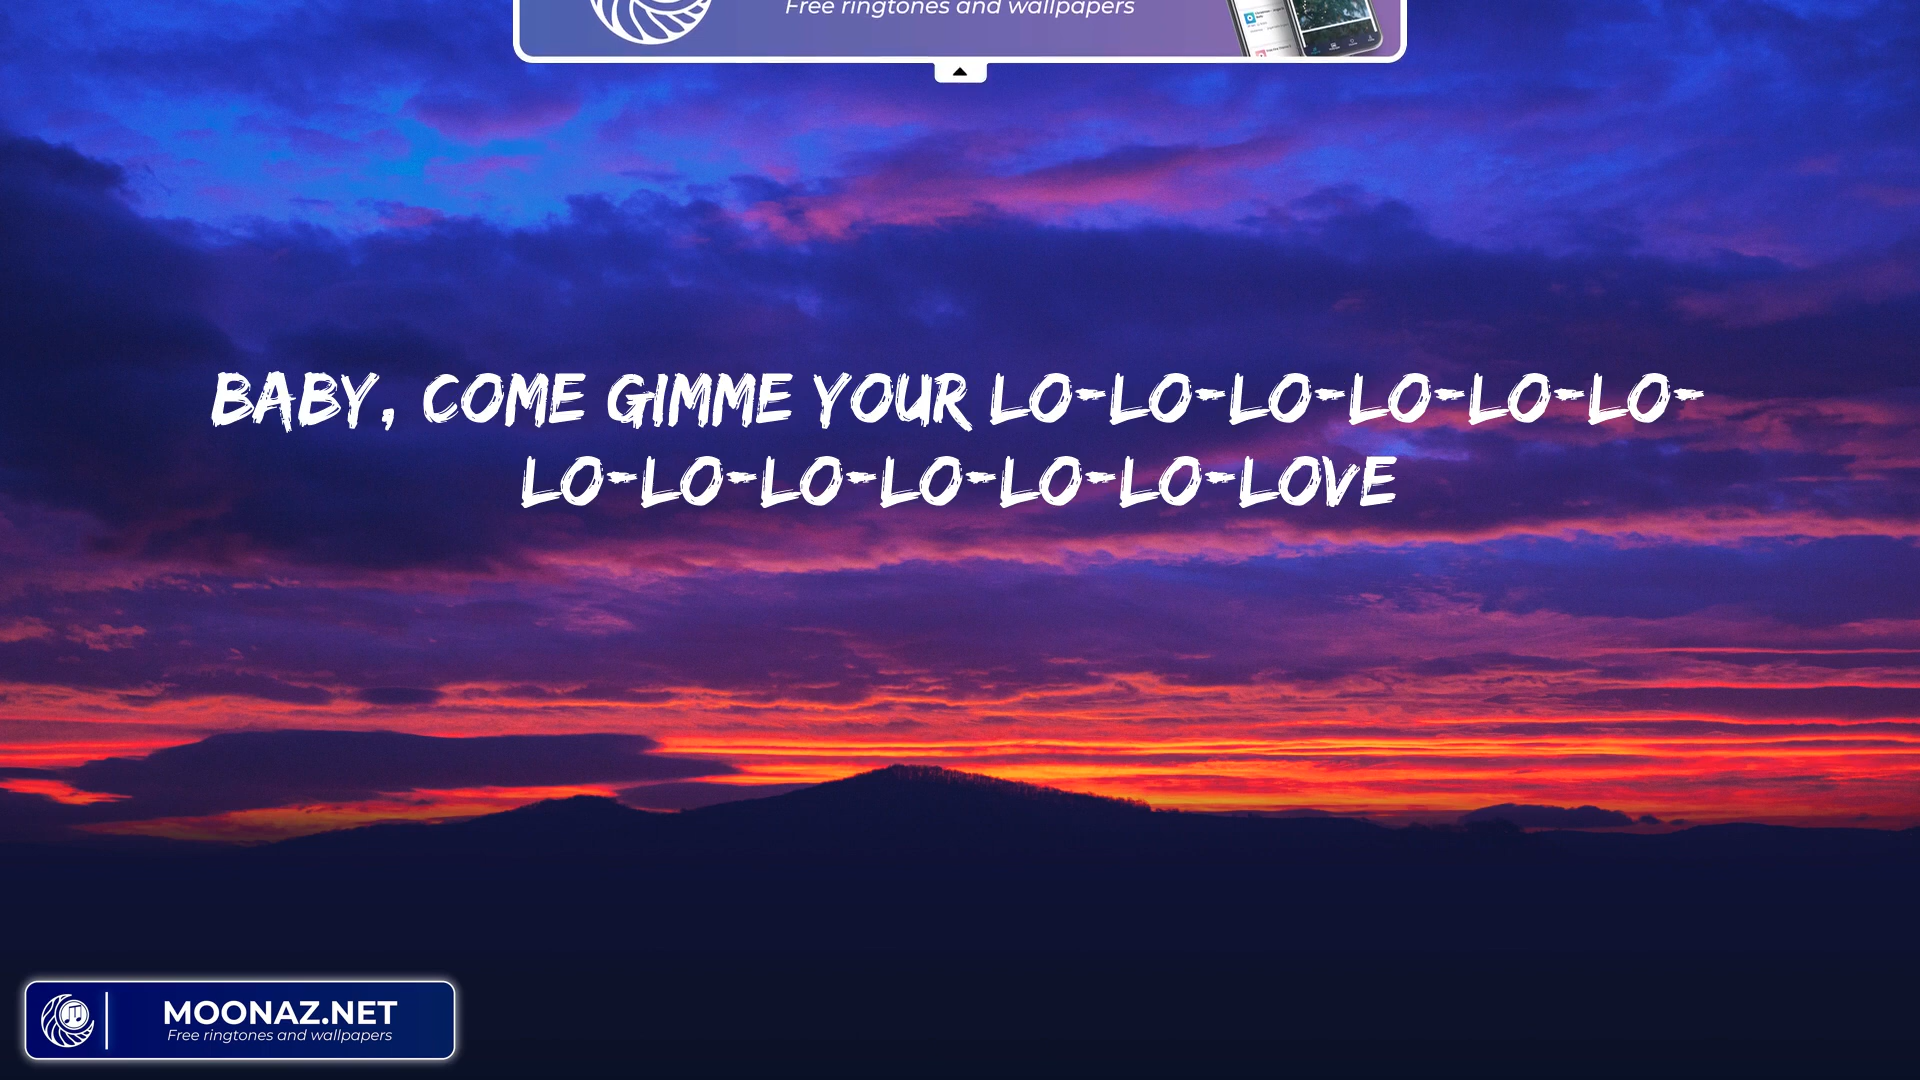 Free ringtones and wallpapers
BABY, COME GIMME YOUR LO-LO-LO-LO-LO-LO-
LO-LO-LO-LO-LO-LO-LOVE
MOONAZ.NET
Free ringtones and wallpapers